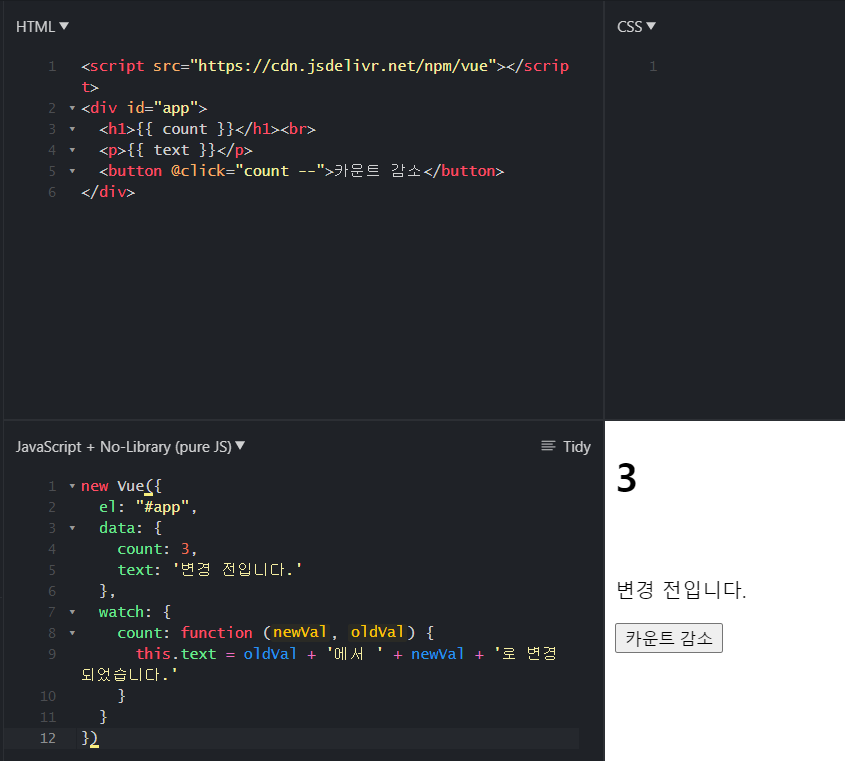 HTML ▼
1 <script src="https://cdn.jsdelivr.net/npm/vue"></scrip
t>
2 <div id="app">
3   <h1>{{ count }}</h1><br>
4   <p>{{ text }}</p>
5   <button @click="count --">카운트 감소</button>
6 </div>
CSS ▼
1
JavaScript + No-Library (pure JS) ▼
Tidy
1 new Vue({
2   el: "#app",
3   data: {
4     count: 3,
5     text: '변경 전입니다.'
6   },
7   watch: {
8     count: function (newVal, oldVal) {
9       this.text = oldVal + '에서 ' + newVal + '로 변경
되었습니다.'
10     }
11   }
12 })
3
변경 전입니다.
카운트 감소